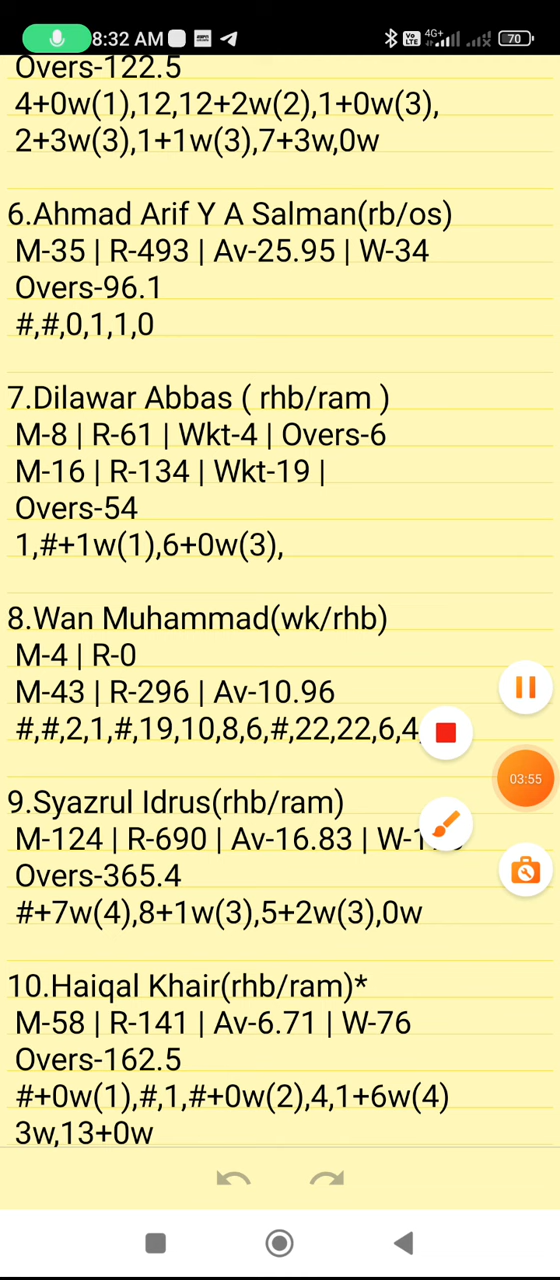 8:32 AM
4G+
Vo
LTE
70
Overs-122.5
4+0w(1),12,12+2w(2),1+0w(3),
2+3w(3),1+1w(3),7+3w,0w
6.Ahmad Arif Y A Salman(rb/os)
M-35 | R-493 | Av-25.95 | W-34
Overs-96.1
#,#,0,1,1,0
7.Dilawar Abbas ( rhb/ram )
M-8 | R-61 | Wkt-4 | Overs-6
M-16 | R-134 | Wkt-19 |
Overs-54
1,#+1w(1),6+0w(3),
8.Wan Muhammad(wk/rhb)
M-4 | R-0
M-43 | R-296 | Av-10.96
#,#,2,1,#,19,10,8,6,#,22,22,6,4,
03:55
9.Syazrul Idrus(rhb/ram)
M-124 | R-690 | Av-16.83 |
Overs-365.4
#+7w(4),8+1w(3),5+2w(3),0w
10.Haiqal Khair(rhb/ram)*
M-58 | R-141 | Av-6.71 | W-76
Overs-162.5
#+0w(1),#,1,#+0w(2),4,1+6w(4)
3w,13+0w